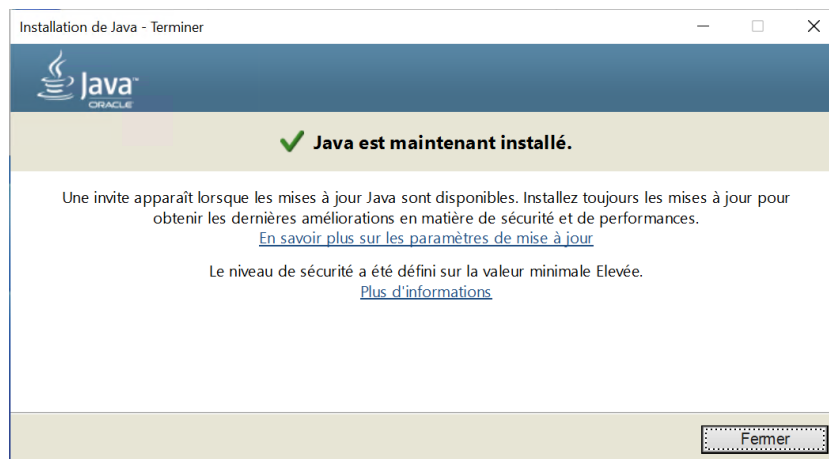 Installation de Java - Terminer
Java™
ORACLE
Java est maintenant installé.
Une invite apparaît lorsque les mises à jour Java sont disponibles. Installez toujours les mises à jour pour
obtenir les dernières améliorations en matière de sécurité et de performances.
En savoir plus sur les paramètres de mise à jour
Le niveau de sécurité a été défini sur la valeur minimale Elevée.
Plus d'informations
Fermer